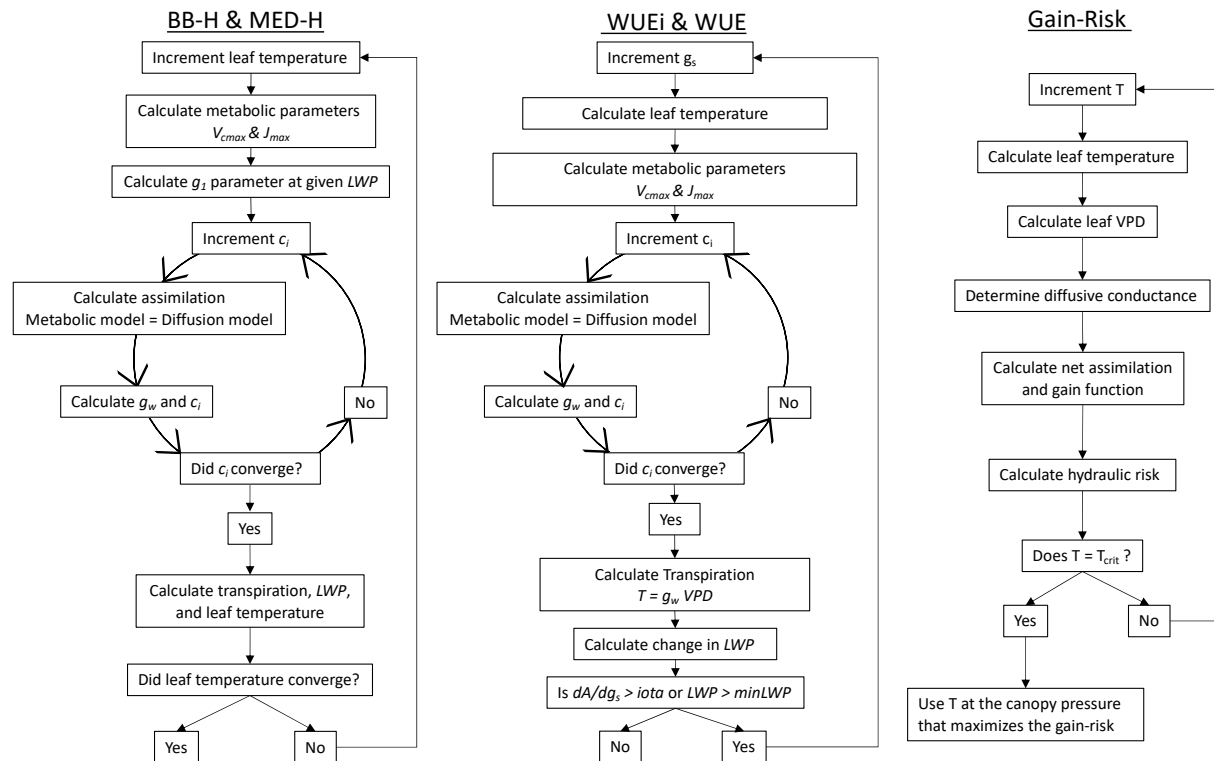 BB-H & MED-H
Increment leaf temperature
Calculate metabolic parameters
Vcmax & Jmax
Calculate g1 parameter at given LWP
Increment ci
Calculate assimilation
Metabolic model = Diffusion model
Calculate gw and ci
No
Did ci converge?
Yes
Calculate transpiration, LWP,
and leaf temperature
Did leaf temperature converge?
Yes
No
WUEi & WUE
Increment gs
Calculate leaf temperature
Calculate metabolic parameters
Vcmax & Jmax
Increment ci
Calculate assimilation
Metabolic model = Diffusion model
Calculate gw and ci
No
Did ci converge?
Yes
Calculate Transpiration
T = gw VPD
Calculate change in LWP
Is dA/dgs > iota or LWP > minLWP
No
Yes
Gain-Risk
Increment T
Calculate leaf temperature
Calculate leaf VPD
Determine diffusive conductance
Calculate net assimilation
and gain function
Calculate hydraulic risk
Does T = Tcrit ?
Yes
No
Use T at the canopy pressure
that maximizes the gain-risk